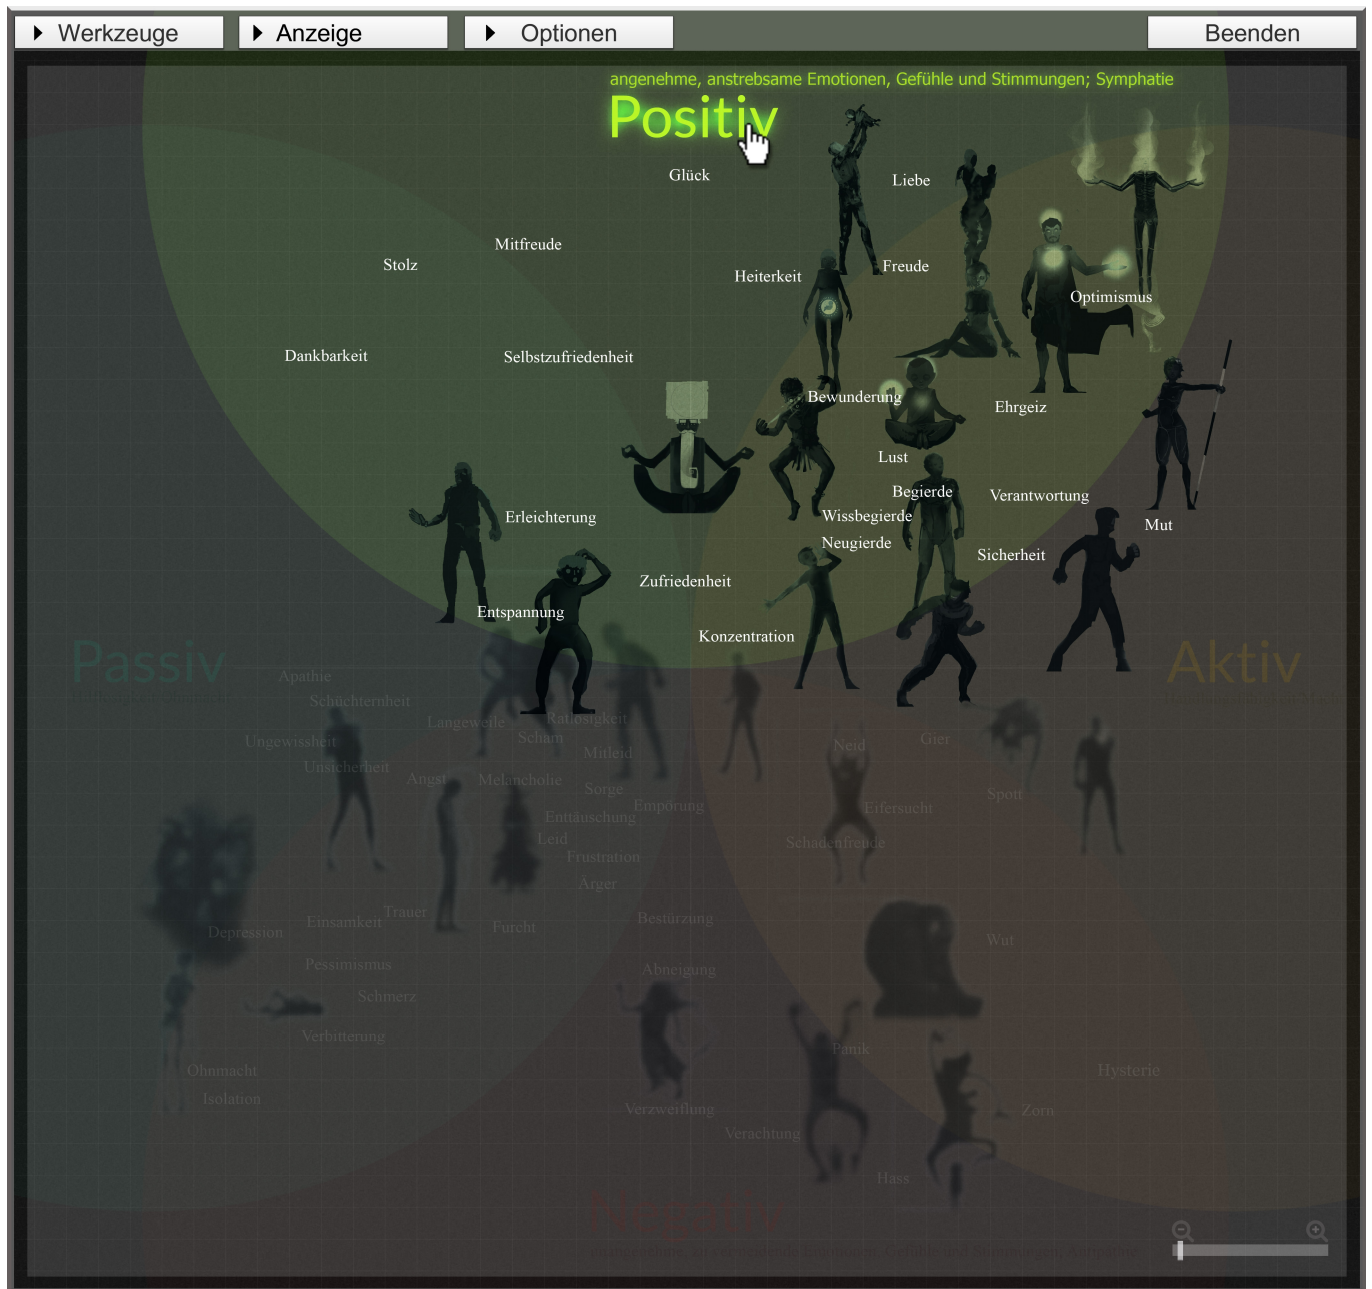 Werkzeuge
Anzeige
Optionen
Beenden
angenehme, anstrebsame Emotionen, Gefühle und Stimmungen; Symphatie
Positiv
Glück
Liebe
Mitfreude
Stolz
Heiterkeit
Freude
Optimismus
Dankbarkeit
Selbstzufriedenheit
Bewunderung
Ehrgeiz
Lust
Begierde
Verantwortung
Erleichterung
Wissbegierde
Mut
Neugierde
Sicherheit
Zufriedenheit
Entspannung
Konzentration
Passiv
Aktiv
Apathie
Schüchternheit
Langeweile
Ratlosigkeit
Scham
Ungewissheit
Mitleid
Neid
Gier
Unsicherheit
Angst
Melancholie
Sorge
Spott
Empörung
Eifersucht
Enttäuschung
Leid
Schadenfreude
Frustration
Ärger
Trauer
Einsamkeit
Bestürzung
Furcht
Depression
Wut
Pessimismus
Abneigung
Schmerz
Verbitterung
Panik
Ohnmacht
Hysterie
Isolation
Verzweiflung
Zorn
Verachtung
Hass
Negativ